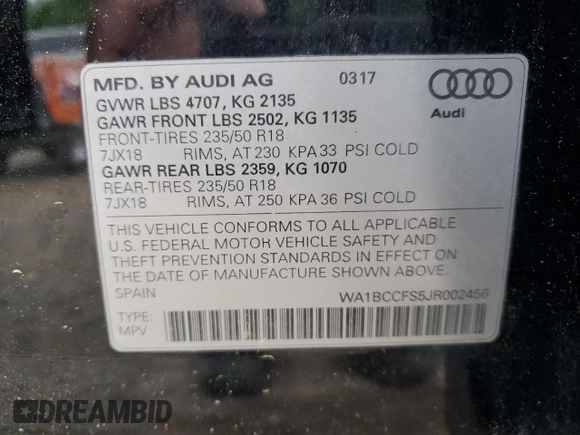 MFD. BY AUDI AG 0317
GVWR LBS 4707, KG 2135
GAWR FRONT LBS 2502, KG 1135
FRONT-TIRES 235/50 R18
7JX18 RIMS, AT 230 KPA 33 PSI COLD
GAWR REAR LBS 2359, KG 1070
REAR-TIRES 235/50 R18
7JX18 RIMS, AT 250 KPA 36 PSI COLD
Audi
THIS VEHICLE CONFORMS TO ALL APPLICABLE
U.S. FEDERAL MOTOR VEHICLE SAFETY AND
THEFT PREVENTION STANDARDS IN EFFECT ON
THE DATE OF MANUFACTURE SHOWN ABOVE.
SPAIN WA1BCCFS5JR002456
TYPE:
MPV
DREAMBID